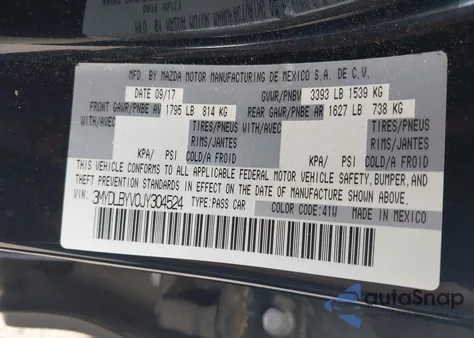 MFD. BY MAZDA MOTOR MANUFACTURING DE MEXICO S.A. DE C.V.
DATE 09/17 GVWR/PNBV 3393 LB 1539 KG
FRONT GAWR/PNBE AV 1795 LB 814 KG REAR GAWR/PNBE AR 1627 LB 738 KG
WITH/AVEC TIRES/PNEUS WITH/AVEC TIRES/PNEUS
RIMS/JANTES RIMS/JANTES
KPA/ PSI COLD/A FROID KPA/ PSI COLD/A FROID
THIS VEHICLE CONFORMS TO ALL APPLICABLE FEDERAL MOTOR VEHICLE SAFETY, BUMPER, AND
THEFT PREVENTION STANDARDS IN EFFECT ON THE DATE OF MANUFACTURE SHOWN ABOVE.
VIN: 3MYDLBYV0JY304524 TYPE:PASS CAR COLOR CODE:41W MADE IN MEXICO
autoSnap